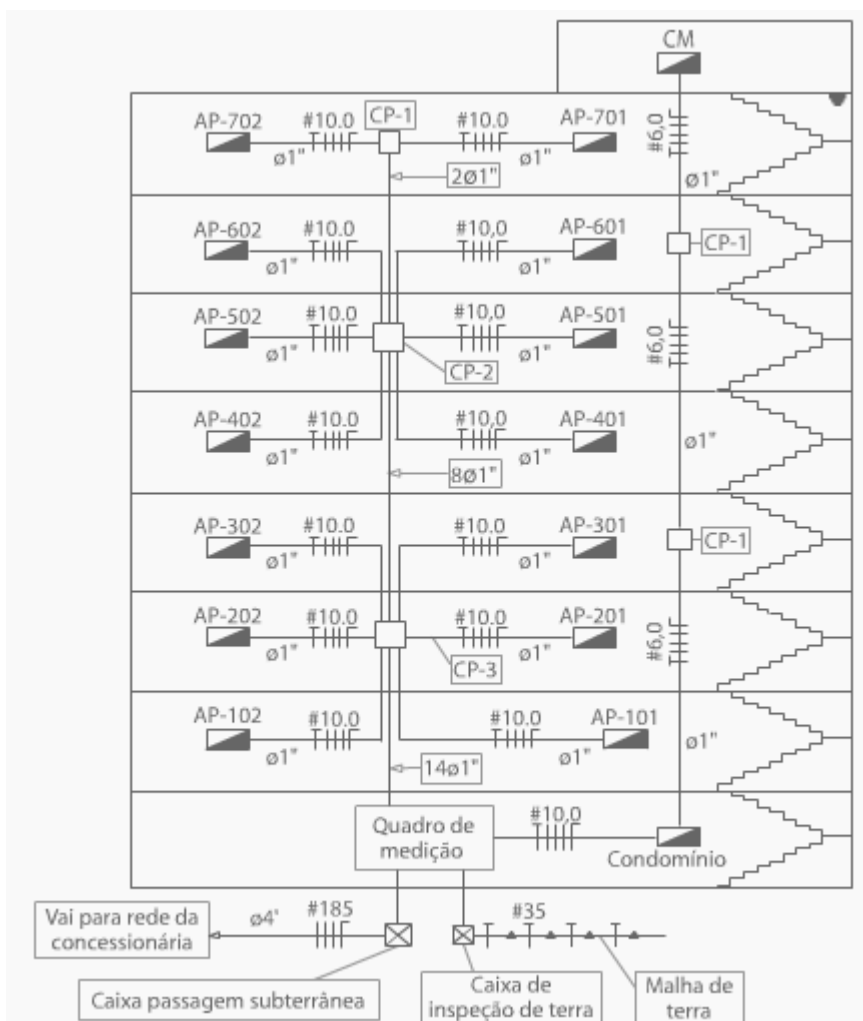 CM
AP-702 #10.0 CP-1 #10.0 AP-701 #6,0
ø1" ø1" ø1"
2ø1"
AP-602 #10.0 #10,0 AP-601
ø1" ø1" CP-1
AP-502 #10.0 #10.0 AP-501 #6,0
ø1" ø1"
CP-2
AP-402 #10.0 #10,0 AP-401
ø1" ø1" ø1"
8ø1"
AP-302 #10.0 #10.0 AP-301
ø1" ø1" CP-1
AP-202 #10.0 #10.0 AP-201 #6,0
ø1" ø1"
CP-3
AP-102 #10.0 #10.0 AP-101
ø1" ø1" ø1"
14ø1"
Quadro de
medição
#10,0
Condomínio
Vai para rede da
concessionária
ø4' #185 #35
Caixa passagem subterrânea
Caixa de
inspeção de terra
Malha de
terra